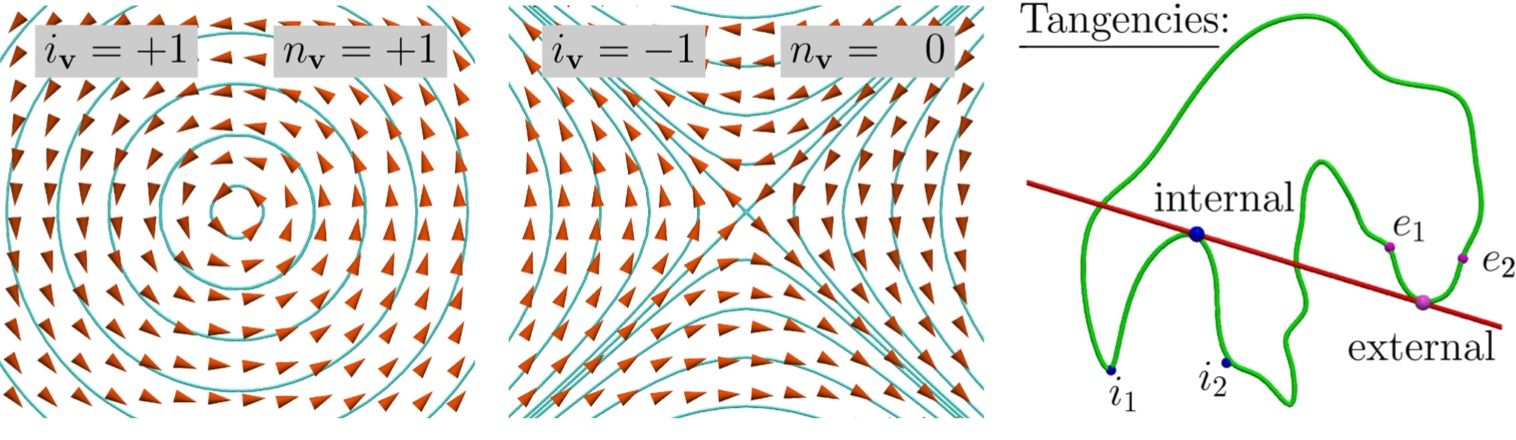 i_v = +1
n_v = +1
i_v = −1
n_v = 0
Tangencies:
internal
e_1
e_2
external
i_1
i_2